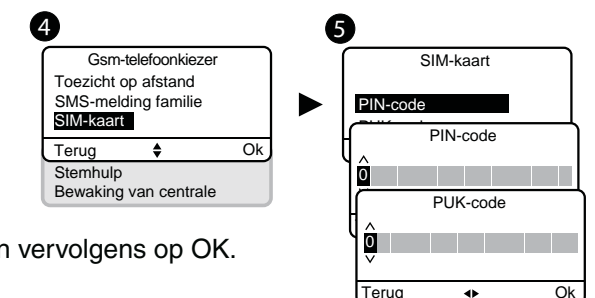 4
Gsm-telefoonkiezer
Toezicht op afstand
SMS-melding familie
SIM-kaart
Terug Ok
Stemhulp
Bewaking van centrale
5
SIM-kaart
PIN-code
PIN-code
0
PUK-code
0
Terug Ok
vervolgens op OK.